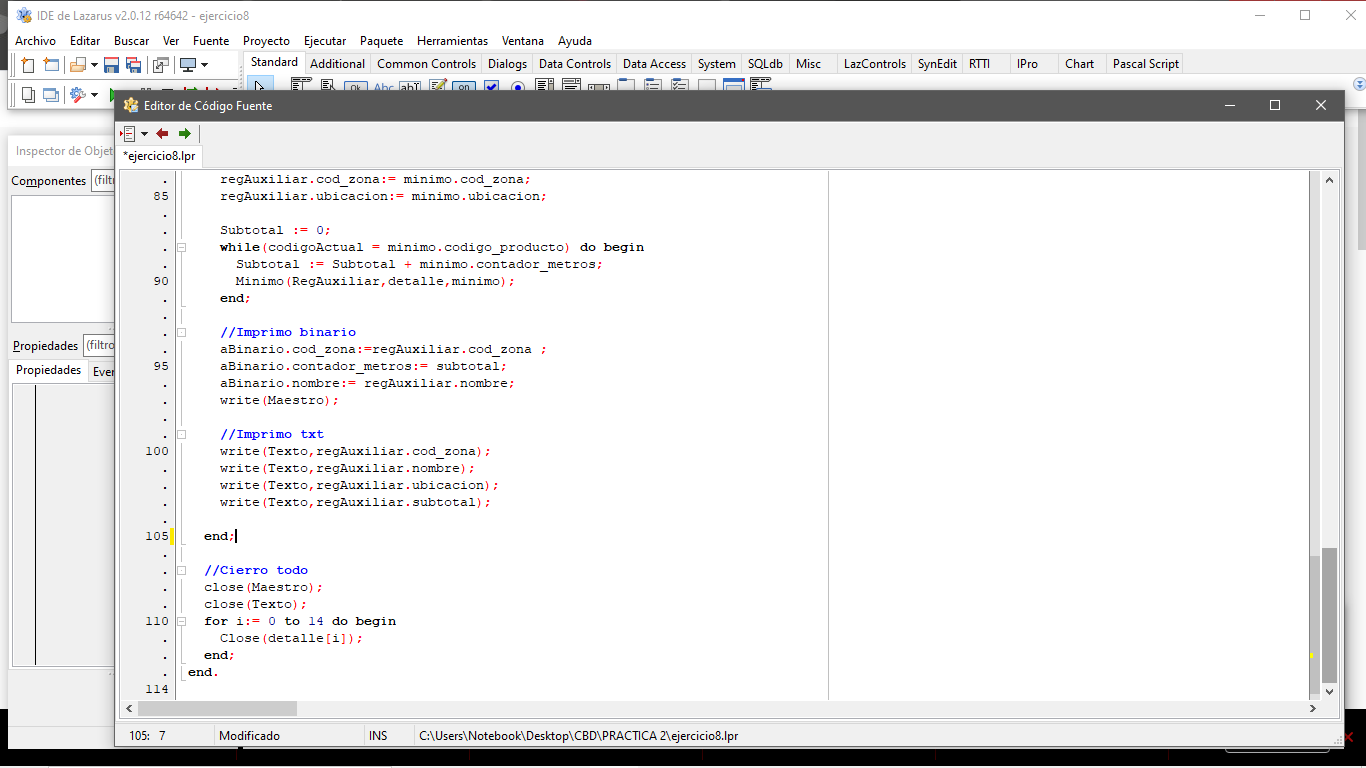 IDE de Lazarus v2.0.12 r64642 - ejercicio8
Archivo Editar Buscar Ver Fuente Proyecto Ejecutar Paquete Herramientas Ventana Ayuda
Standard Additional Common Controls Dialogs Data Controls Data Access System SQLdb Misc LazControls SynEdit RTTI IPro Chart Pascal Script
Editor de Código Fuente
Inspector de Objet
*ejercicio8.lpr
Componentes (filtr
Propiedades (filtro
Propiedades Ever
. regAuxiliar.cod_zona:= minimo.cod_zona;
85 regAuxiliar.ubicacion:= minimo.ubicacion;
.
. Subtotal := 0;
. while(codigoActual = minimo.codigo_producto) do begin
. Subtotal := Subtotal + minimo.contador_metros;
90 Minimo(RegAuxiliar,detalle,minimo);
. end;
.
. //Imprimo binario
. aBinario.cod_zona:=regAuxiliar.cod_zona ;
95 aBinario.contador_metros:= subtotal;
. aBinario.nombre:= regAuxiliar.nombre;
. write(Maestro);
.
. //Imprimo txt
100 write(Texto,regAuxiliar.cod_zona);
. write(Texto,regAuxiliar.nombre);
. write(Texto,regAuxiliar.ubicacion);
. write(Texto,regAuxiliar.subtotal);
.
105 end;
.
. //Cierro todo
. close(Maestro);
. close(Texto);
110 for i:= 0 to 14 do begin
. Close(detalle[i]);
. end;
. end.
114
105: 7 Modificado INS C:\Users\Notebook\Desktop\CBD\PRACTICA 2\ejercicio8.lpr